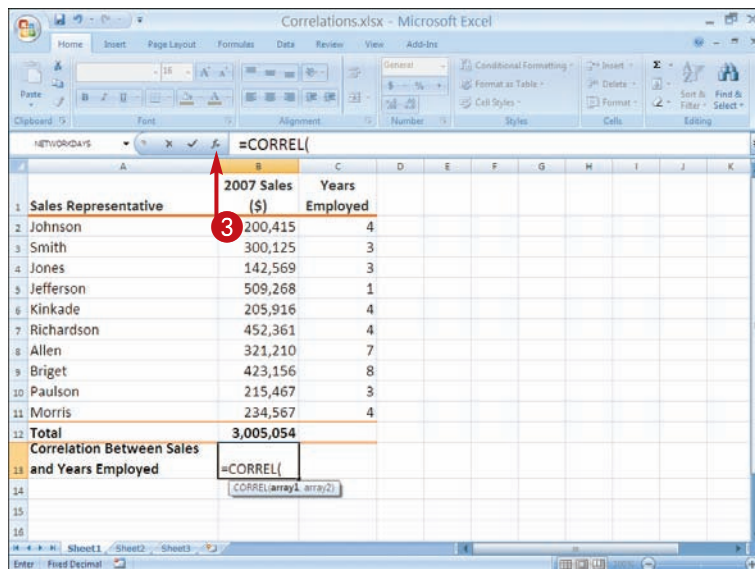 Correlations.xlsx - Microsoft Excel
Home Insert Page Layout Formulas Data Review View Add-Ins
Paste
16
General
Conditional Formatting
Format as Table
Cell Styles
Insert
Delete
Format
Sort & Filter
Find & Select
Clipboard Font Alignment Number Styles Cells Editing
NETWORKDAYS =CORREL(
A B C D E F G H I J K
1 Sales Representative 2007 Sales ($) Years Employed
3
2 Johnson 200,415 4
3 Smith 300,125 3
4 Jones 142,569 3
5 Jefferson 509,268 1
6 Kinkade 205,916 4
7 Richardson 452,361 4
8 Allen 321,210 7
9 Briget 423,156 8
10 Paulson 215,467 3
11 Morris 234,567 4
12 Total 3,005,054
Correlation Between Sales
13 and Years Employed =CORREL(
14 CORREL(array1, array2)
15
16
Sheet1 Sheet2 Sheet3
Enter Fixed Decimal 100%